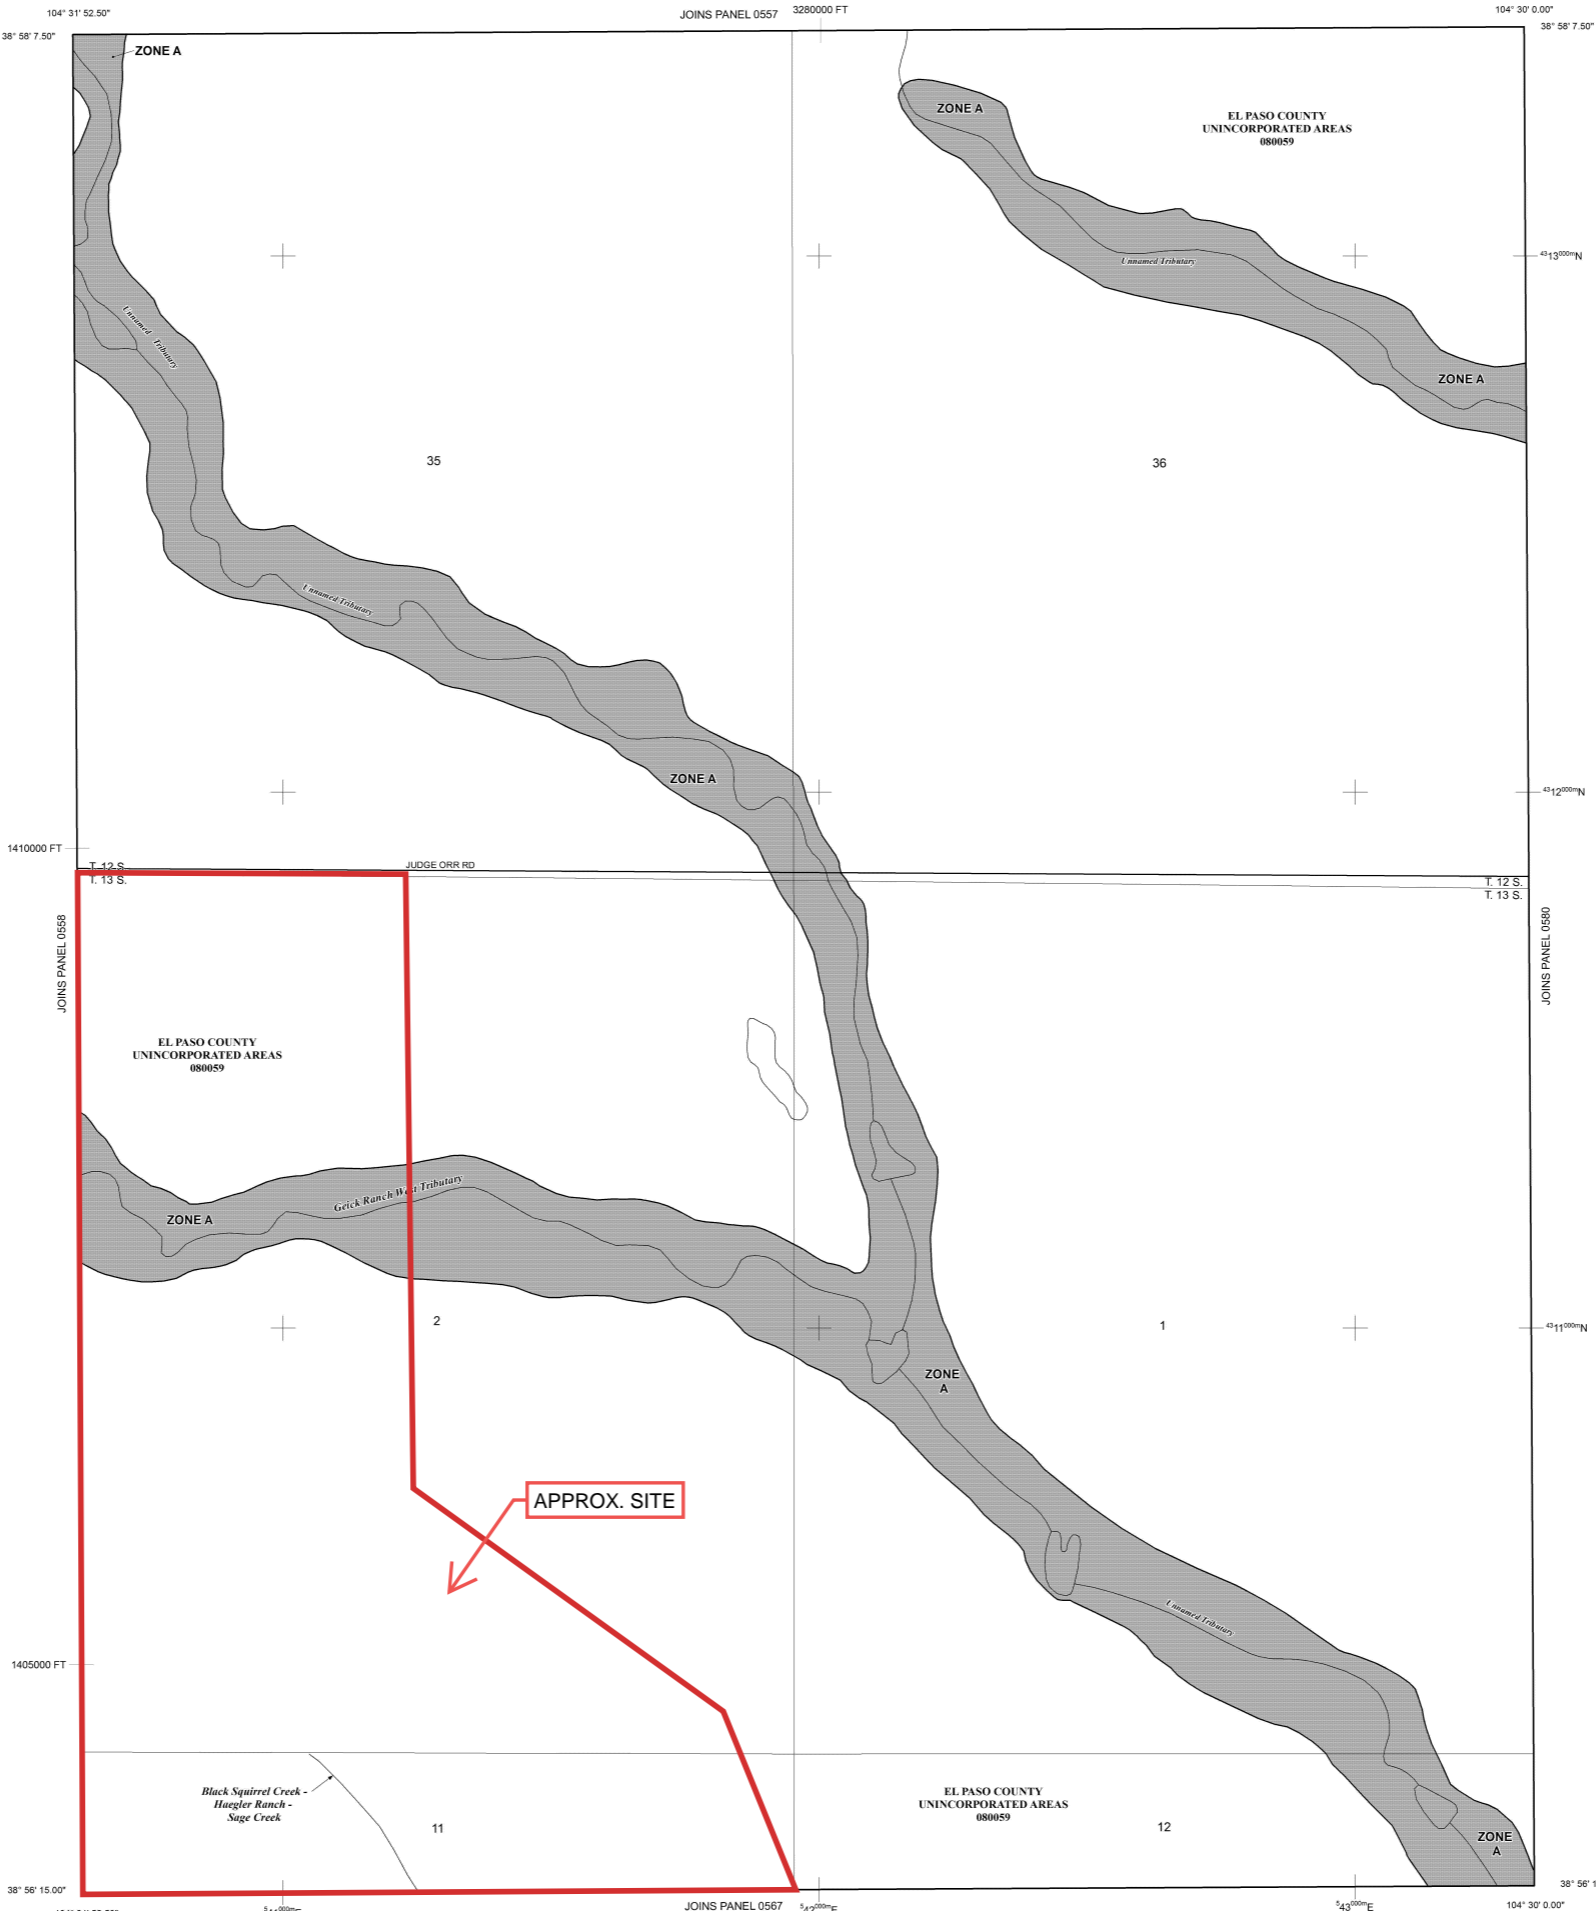 104° 31' 52.50"
JOINS PANEL 0557
3280000 FT
104° 30' 0.00"
38° 58' 7.50"
38° 58' 7.50"
ZONE A
ZONE A
EL PASO COUNTY
UNINCORPORATED AREAS
080059
4313000mN
Unnamed Tributary
Unnamed Tributary
ZONE A
35
36
Unnamed Tributary
ZONE A
4312000mN
1410000 FT
T. 12 S.
T. 13 S.
JUDGE ORR RD
T. 12 S.
T. 13 S.
JOINS PANEL 0558
JOINS PANEL 0580
EL PASO COUNTY
UNINCORPORATED AREAS
080059
Geick Ranch West Tributary
ZONE A
2
1
4311000mN
ZONE
A
APPROX. SITE
Unnamed Tributary
1405000 FT
Black Squirrel Creek -
Haegler Ranch -
Sage Creek
EL PASO COUNTY
UNINCORPORATED AREAS
080059
11
12
ZONE
A
38° 56' 15.00"
38° 56' 1
JOINS PANEL 0567
543000mE
104° 30' 0.00"